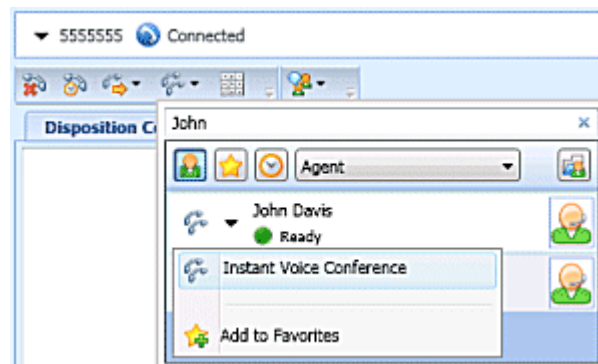 5555555 Connected
John
Disposition C
Agent
John Davis
Ready
Instant Voice Conference
Add to Favorites